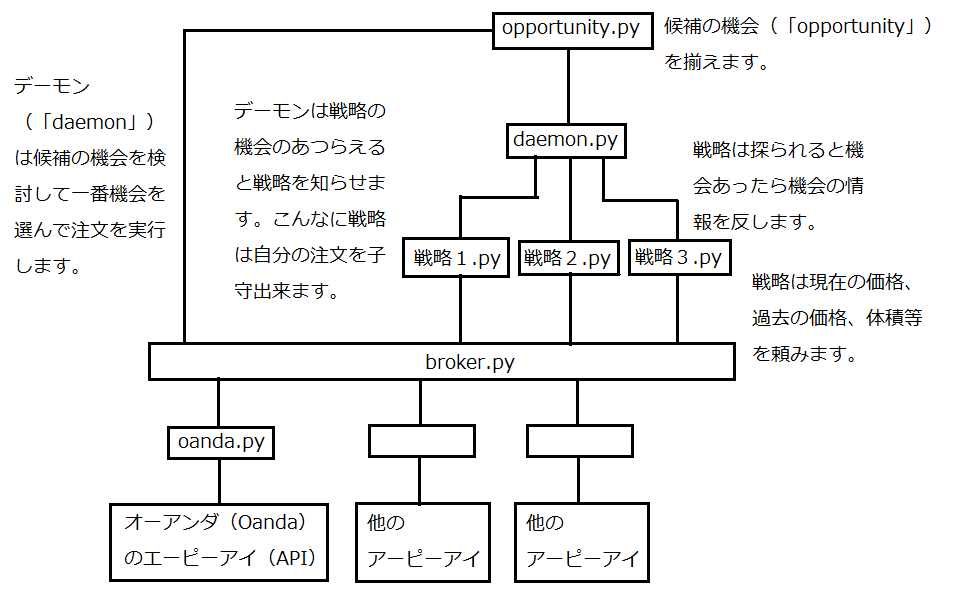 opportunity.py
候補の機会（「opportunity」）
を揃えます。
デーモン
（「daemon」）
は候補の機会を検
討して一番機会を
選んで注文を実行
します。
デーモンは戦略の
機会のあつらえる
と戦略を知らせま
す。こんなに戦略
は自分の注文を子
守出来ます。
daemon.py
戦略は探られると機
会あったら機会の情
報を反します。
戦略１.py
戦略２.py
戦略３.py
戦略は現在の価格、
過去の価格、体積等
を頼みます。
broker.py
oanda.py
オーアンダ（Oanda）
のエーピーアイ（API）
他の
アーピーアイ
他の
アーピーアイ